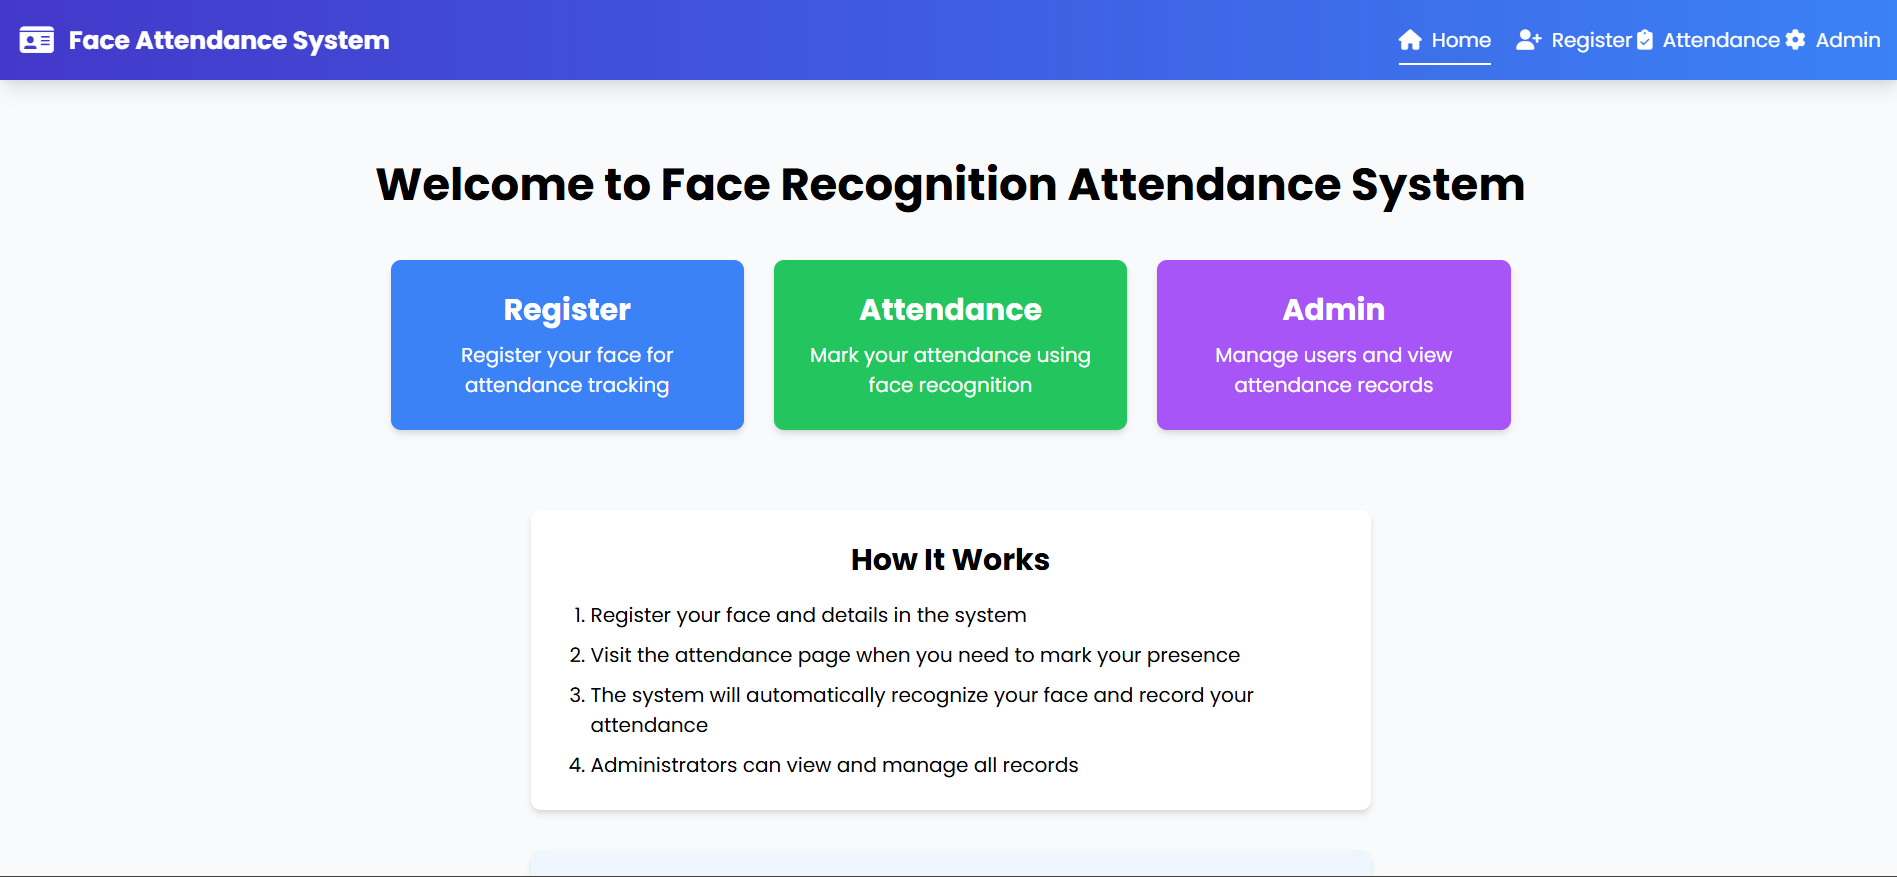 Face Attendance System
Home Register Attendance Admin
Welcome to Face Recognition Attendance System
Register
Register your face for
attendance tracking
Attendance
Mark your attendance using
face recognition
Admin
Manage users and view
attendance records
How It Works
1. Register your face and details in the system
2. Visit the attendance page when you need to mark your presence
3. The system will automatically recognize your face and record your
attendance
4. Administrators can view and manage all records